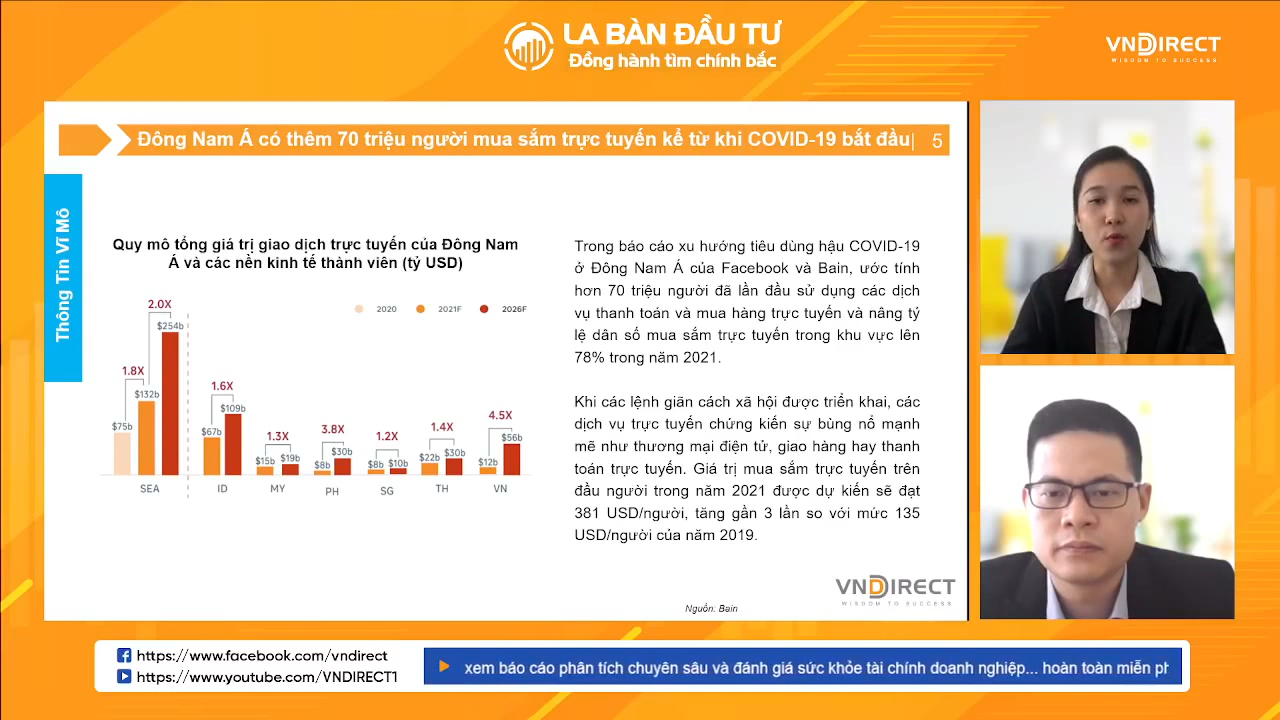 LA BÀN ĐẦU TƯ
Đồng hành tìm chính bắc
VNDIRECT
WISDOM TO SUCCESS
Đông Nam Á có thêm 70 triệu người mua sắm trực tuyến kể từ khi COVID-19 bắt đầu| 5
Thông Tin Vĩ Mô
Quy mô tổng giá trị giao dịch trực tuyến của Đông Nam
Á và các nền kinh tế thành viên (tỷ USD)
2020 2021F 2026F
2.0X
$254b
1.8X
$132b
$75b
1.6X
$109b
$67b
1.3X
$15b $19b
3.8X
$30b
$8b
1.2X
$8b $10b
1.4X
$22b $30b
4.5X
$56b
$12b
SEA ID MY PH SG TH VN
Trong báo cáo xu hướng tiêu dùng hậu COVID-19
ở Đông Nam Á của Facebook và Bain, ước tính
hơn 70 triệu người đã lần đầu sử dụng các dịch
vụ thanh toán và mua hàng trực tuyến và nâng tỷ
lệ dân số mua sắm trực tuyến trong khu vực lên
78% trong năm 2021.
Khi các lệnh giãn cách xã hội được triển khai, các
dịch vụ trực tuyến chứng kiến sự bùng nổ mạnh
mẽ như thương mại điện tử, giao hàng hay thanh
toán trực tuyến. Giá trị mua sắm trực tuyến trên
đầu người trong năm 2021 được dự kiến sẽ đạt
381 USD/người, tăng gần 3 lần so với mức 135
USD/người của năm 2019.
VNDIRECT
WISDOM TO SUCCESS
Nguồn: Bain
https://www.facebook.com/vndirect
https://www.youtube.com/VNDIRECT1
xem báo cáo phân tích chuyên sâu và đánh giá sức khỏe tài chính doanh nghiệp... hoàn toàn miễn ph